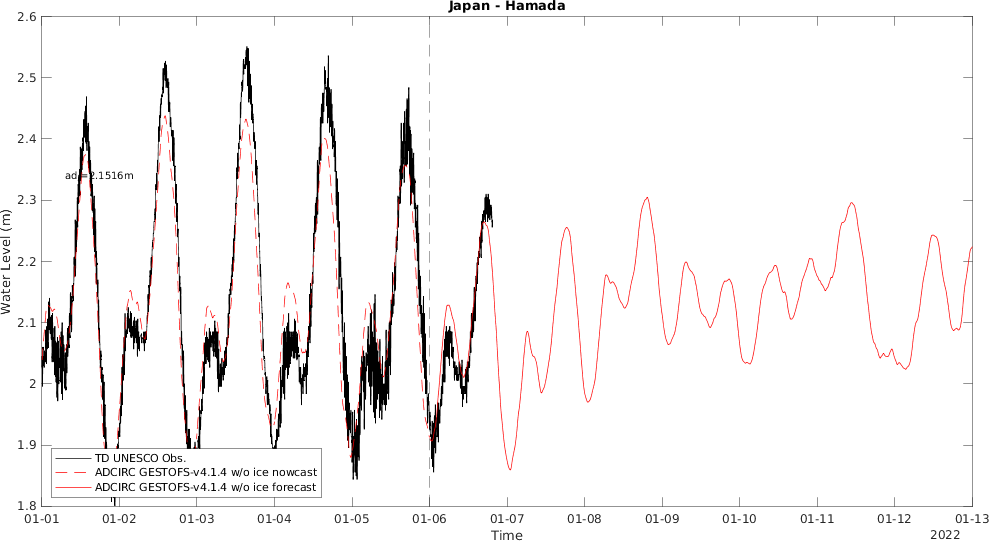 Japan - Hamada
2.6
2.5
2.4
2.3
2.2
2.1
2
1.9
1.8
Water Level (m)
2.1516m
TD UNESCO Obs.
ADCIRC GESTOFS-v4.1.4 w/o ice nowcast
ADCIRC GESTOFS-v4.1.4 w/o ice forecast
01-01 01-02 01-03 01-04 01-05 01-06 01-07 01-08 01-09 01-10 01-11 01-12 01-13
Time
2022